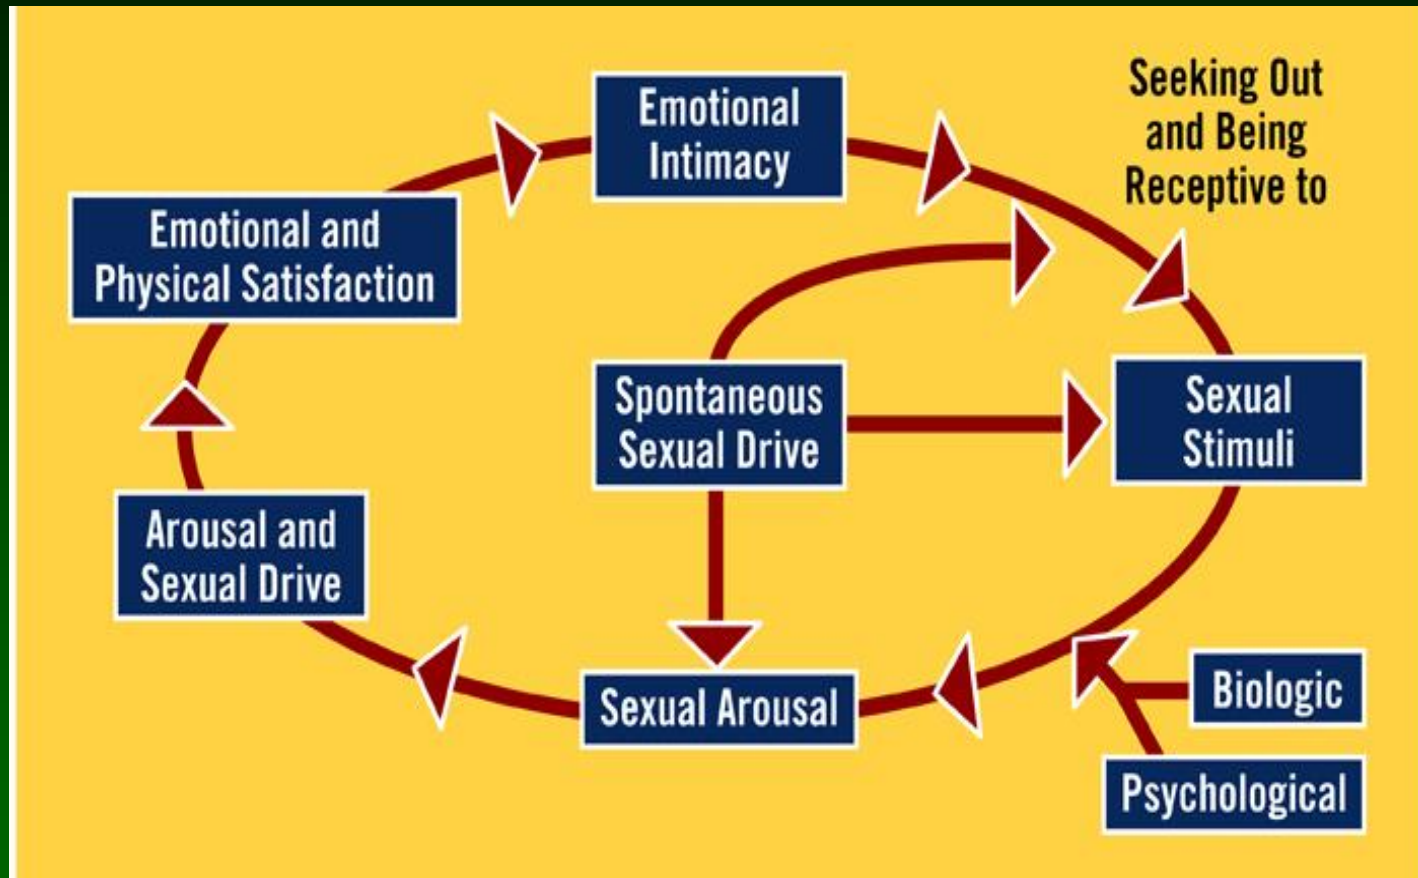 Emotional
Intimacy
Seeking Out
and Being
Receptive to
Emotional and
Physical Satisfaction
Spontaneous
Sexual Drive
Sexual
Stimuli
Arousal and
Sexual Drive
Sexual Arousal
Biologic
Psychological